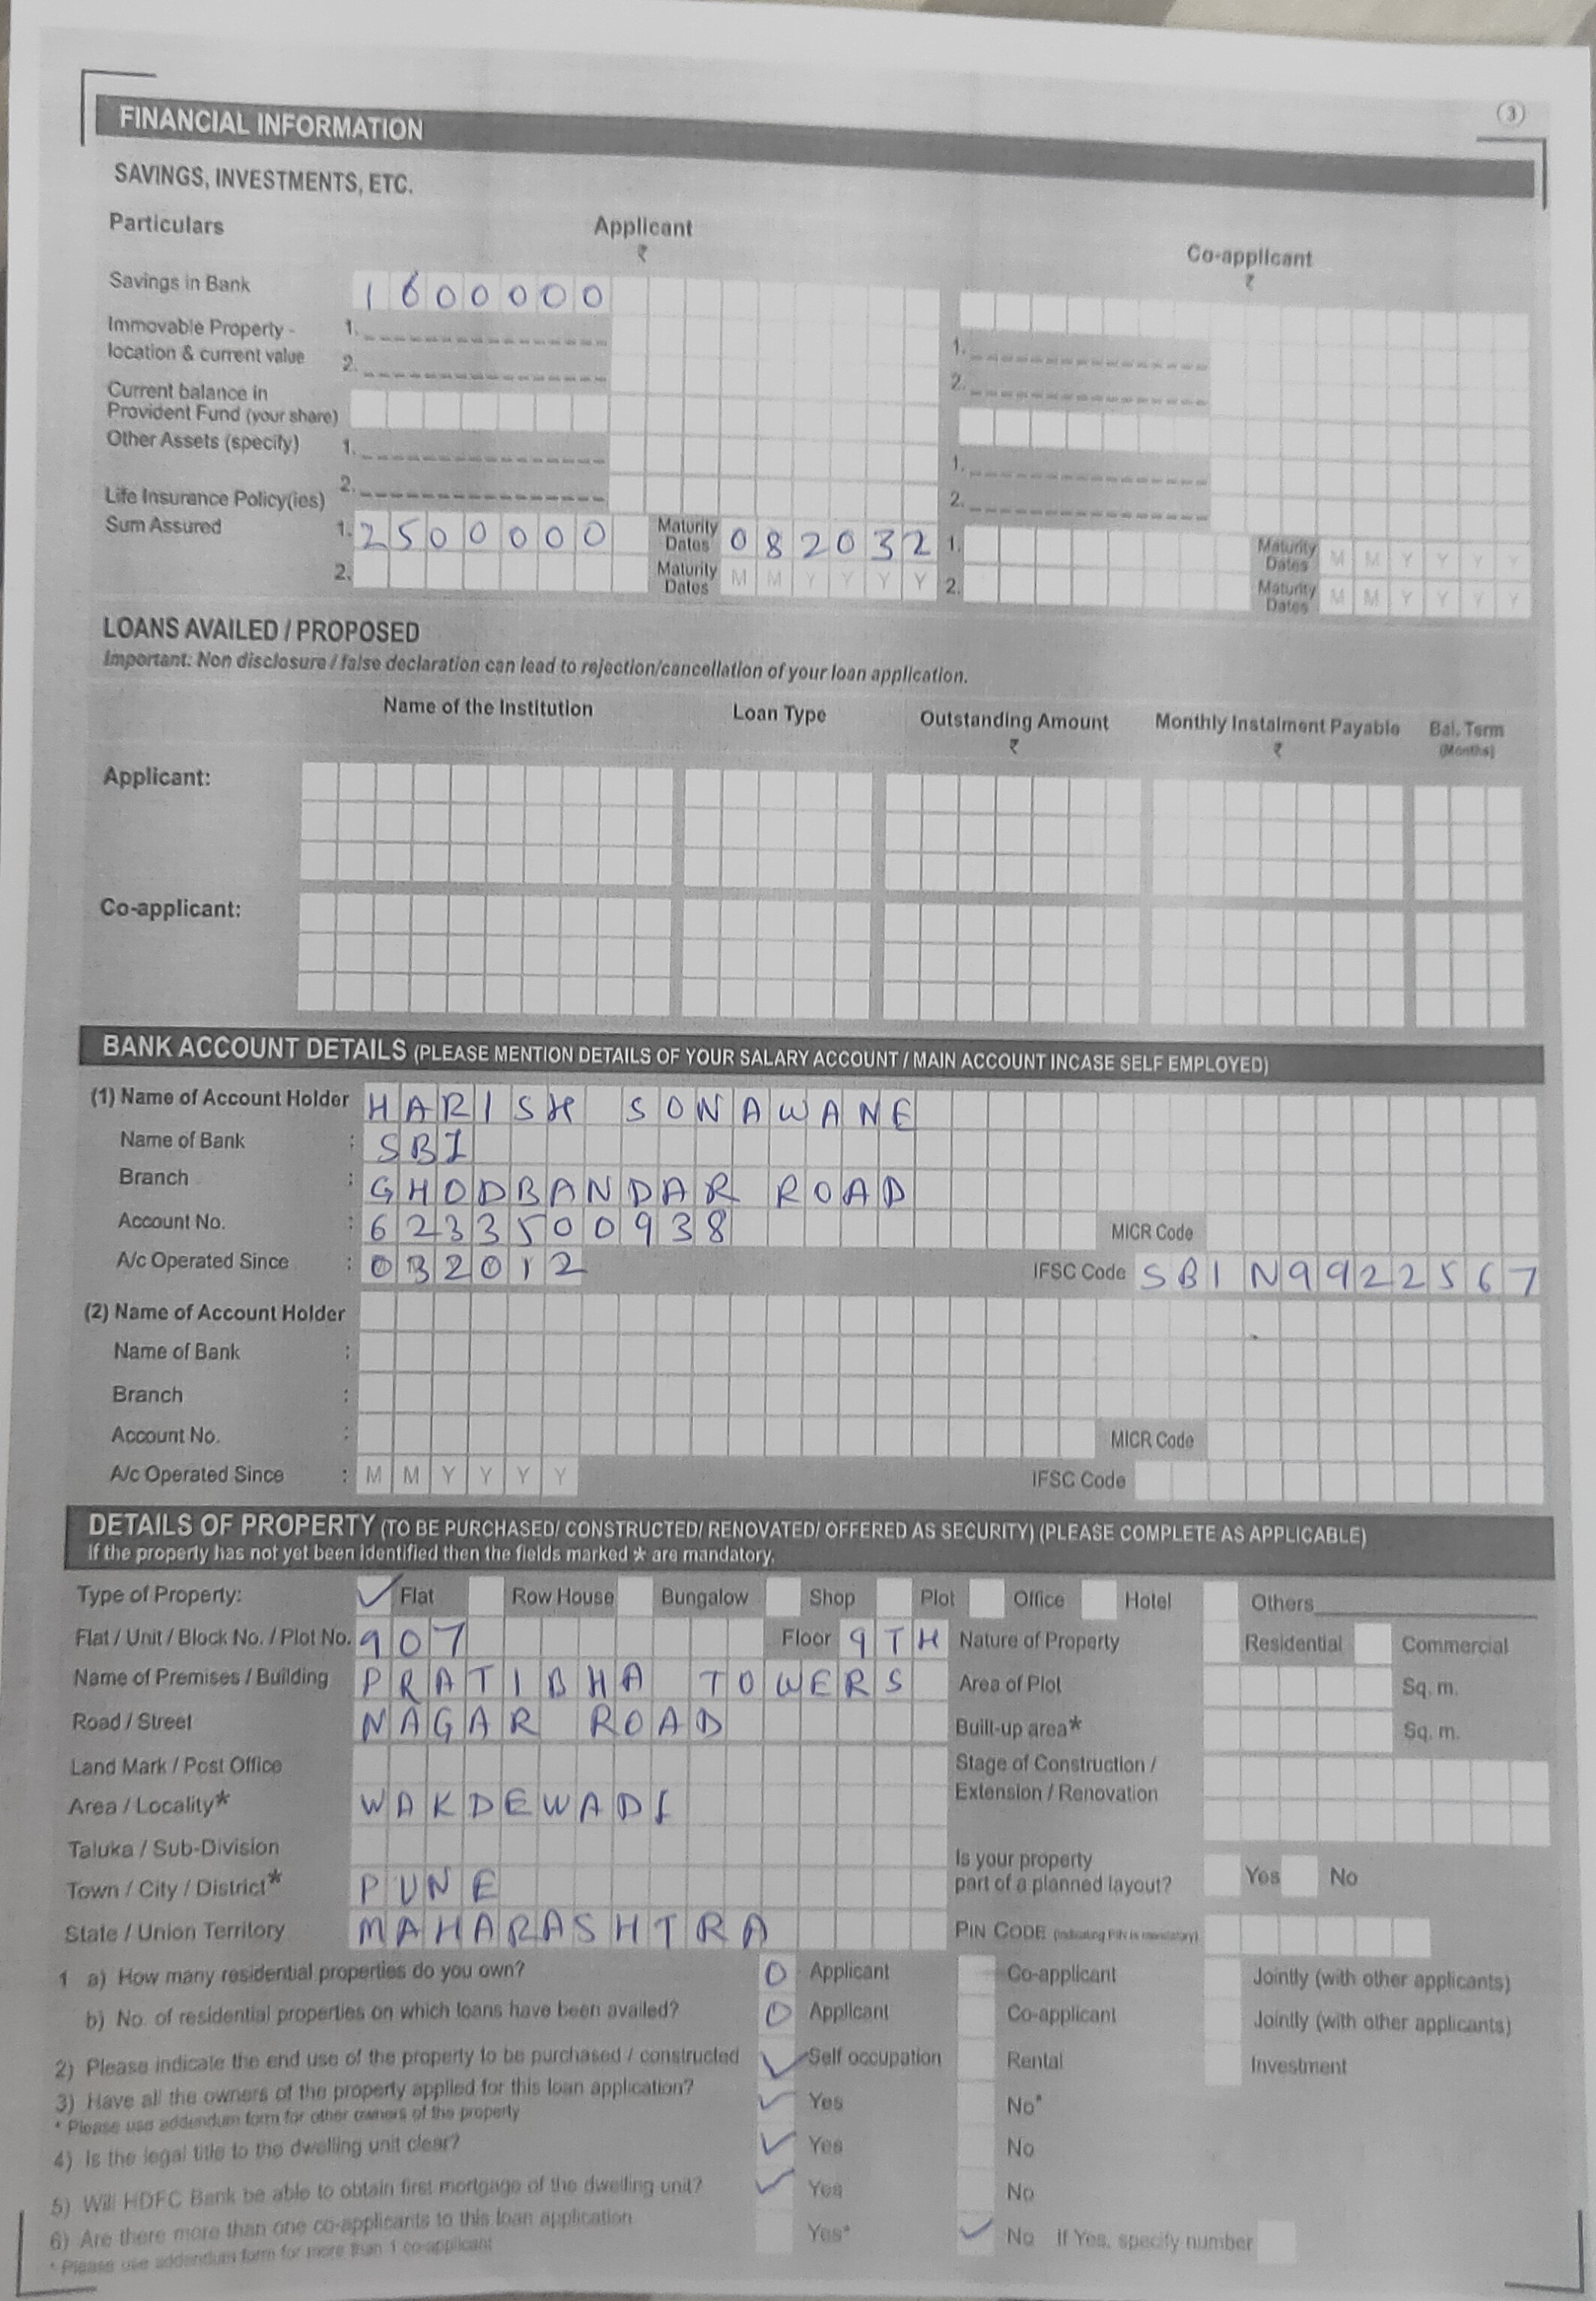 (3)
FINANCIAL INFORMATION
SAVINGS, INVESTMENTS, ETC.
Particulars Applicant Co-applicant
₹ ₹
Savings in Bank 1600000
Immovable Property - 1. 1.
location & current value 2. 2.
Current balance in
Provident Fund (your share)
Other Assets (specify) 1. 1.
2. 2.
Life Insurance Policy(ies)
Sum Assured 1. 2500000 Maturity Dates 082032 1. Maturity Dates M M Y Y Y Y
2. Maturity Dates M M Y Y Y Y 2. Maturity Dates M M Y Y Y Y
LOANS AVAILED / PROPOSED
Important: Non disclosure / false declaration can lead to rejection/cancellation of your loan application.
Name of the Institution Loan Type Outstanding Amount Monthly Instalment Payable Bal. Term
₹ ₹ (Months)
Applicant:
Co-applicant:
BANK ACCOUNT DETAILS (PLEASE MENTION DETAILS OF YOUR SALARY ACCOUNT / MAIN ACCOUNT INCASE SELF EMPLOYED)
(1) Name of Account Holder HARISH SONAWANE
Name of Bank : SBI
Branch : GHODBANDAR ROAD
Account No. : 6233500938 MICR Code
A/c Operated Since : 032012 IFSC Code SBIN9922567
(2) Name of Account Holder
Name of Bank :
Branch :
Account No. : MICR Code
A/c Operated Since : M M Y Y Y Y IFSC Code
DETAILS OF PROPERTY (TO BE PURCHASED/ CONSTRUCTED/ RENOVATED/ OFFERED AS SECURITY) (PLEASE COMPLETE AS APPLICABLE)
If the property has not yet been identified then the fields marked * are mandatory.
Type of Property: ✓ Flat Row House Bungalow Shop Plot Office Hotel Others
Flat / Unit / Block No. / Plot No. 907 Floor 9TH Nature of Property Residential Commercial
Name of Premises / Building PRATIBHA TOWERS Area of Plot Sq. m.
Road / Street NAGAR ROAD Built-up area* Sq. m.
Land Mark / Post Office Stage of Construction /
Area / Locality* WAKDEWADI Extension / Renovation
Taluka / Sub-Division Is your property
Town / City / District* PUNE part of a planned layout? Yes No
State / Union Territory MAHARASHTRA PIN CODE (Indicating PIN is mandatory)
1 a) How many residential properties do you own? 0 Applicant Co-applicant Jointly (with other applicants)
b) No. of residential properties on which loans have been availed? 0 Applicant Co-applicant Jointly (with other applicants)
2) Please indicate the end use of the property to be purchased / constructed ✓ Self occupation Rental Investment
3) Have all the owners of the property applied for this loan application? ✓ Yes No*
* Please use addendum form for other owners of the property
4) Is the legal title to the dwelling unit clear? ✓ Yes No
5) Will HDFC Bank be able to obtain first mortgage of the dwelling unit? ✓ Yes No
6) Are there more than one co-applicants to this loan application Yes* ✓ No If Yes, specify number
* Please use addendum form for more than 1 co-applicant